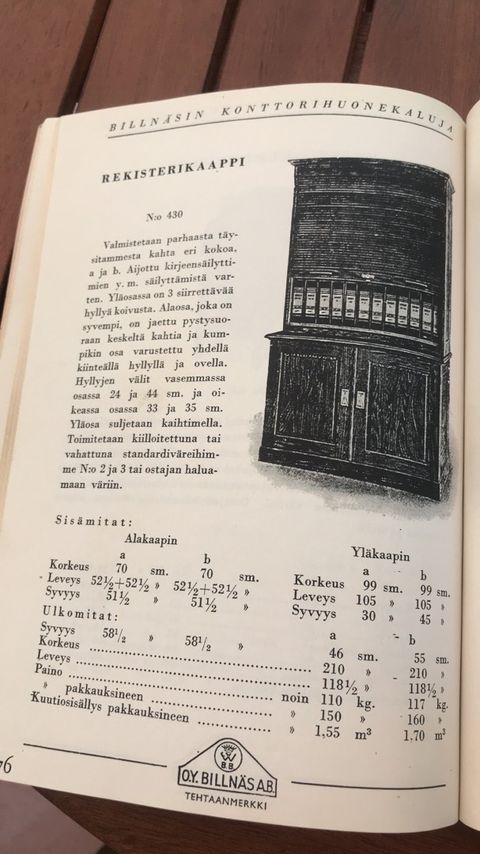 BILLNÄSIN KONTTORIHUONEKALUJA
REKISTERIKAAPPI
N:o 430
Valmistetaan parhaasta täy-
sitammesta kahta eri kokoa,
a ja b. Aijottu kirjeensäilytti-
mien y. m. säilyttämistä var-
ten. Yläosassa on 3 siirrettävää
hyllyä koivusta. Alaosa, joka on
syvempi, on jaettu pystysuo-
raan keskeltä kahtia ja kum-
pikin osa varustettu yhdellä
kiinteällä hyllyllä ja ovella.
Hyllyjen välit vasemmassa
osassa 24 ja 44 sm. ja oi-
keassa osassa 33 ja 35 sm.
Yläosa suljetaan kaihtimella.
Toimitetaan kiilloitettuna tai
vahattuna standardiväreihim-
me N:o 2 ja 3 tai ostajan halua-
maan väriin.
Sisämitat:
Alakaapin Yläkaapin
a b a - b
Korkeus 70 sm. 70 sm. Korkeus 99 sm. 99 sm.
Leveys 52½+52½ » 52½+52½ » Leveys 105 » 105 »
Syvyys 51½ » 51½ » Syvyys 30 » 45 »
Ulkomitat: a - b
Syvyys 58½ » 58½ » 46 sm. 55 sm.
Korkeus 210 » 210 »
Leveys 118½ » 118½ »
Paino noin 110 kg. 117 kg.
» pakkauksineen » 150 » 160 »
Kuutiosisällys pakkauksineen » 1,55 m³ 1,70 m³
76
W
B.B.
O.Y. BILLNÄS A.B.
TEHTAANMERKKI